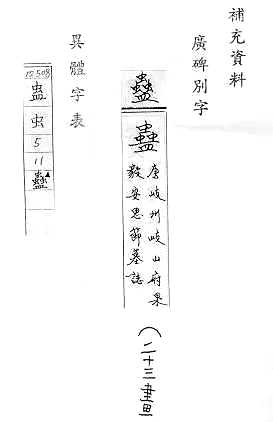 補充資料
廣碑別字
蠱
蠱
唐岐州岐山府果
毅安思節墓誌
（二十三畫
異體字表
12508
蛊
虫
5
11
蠱